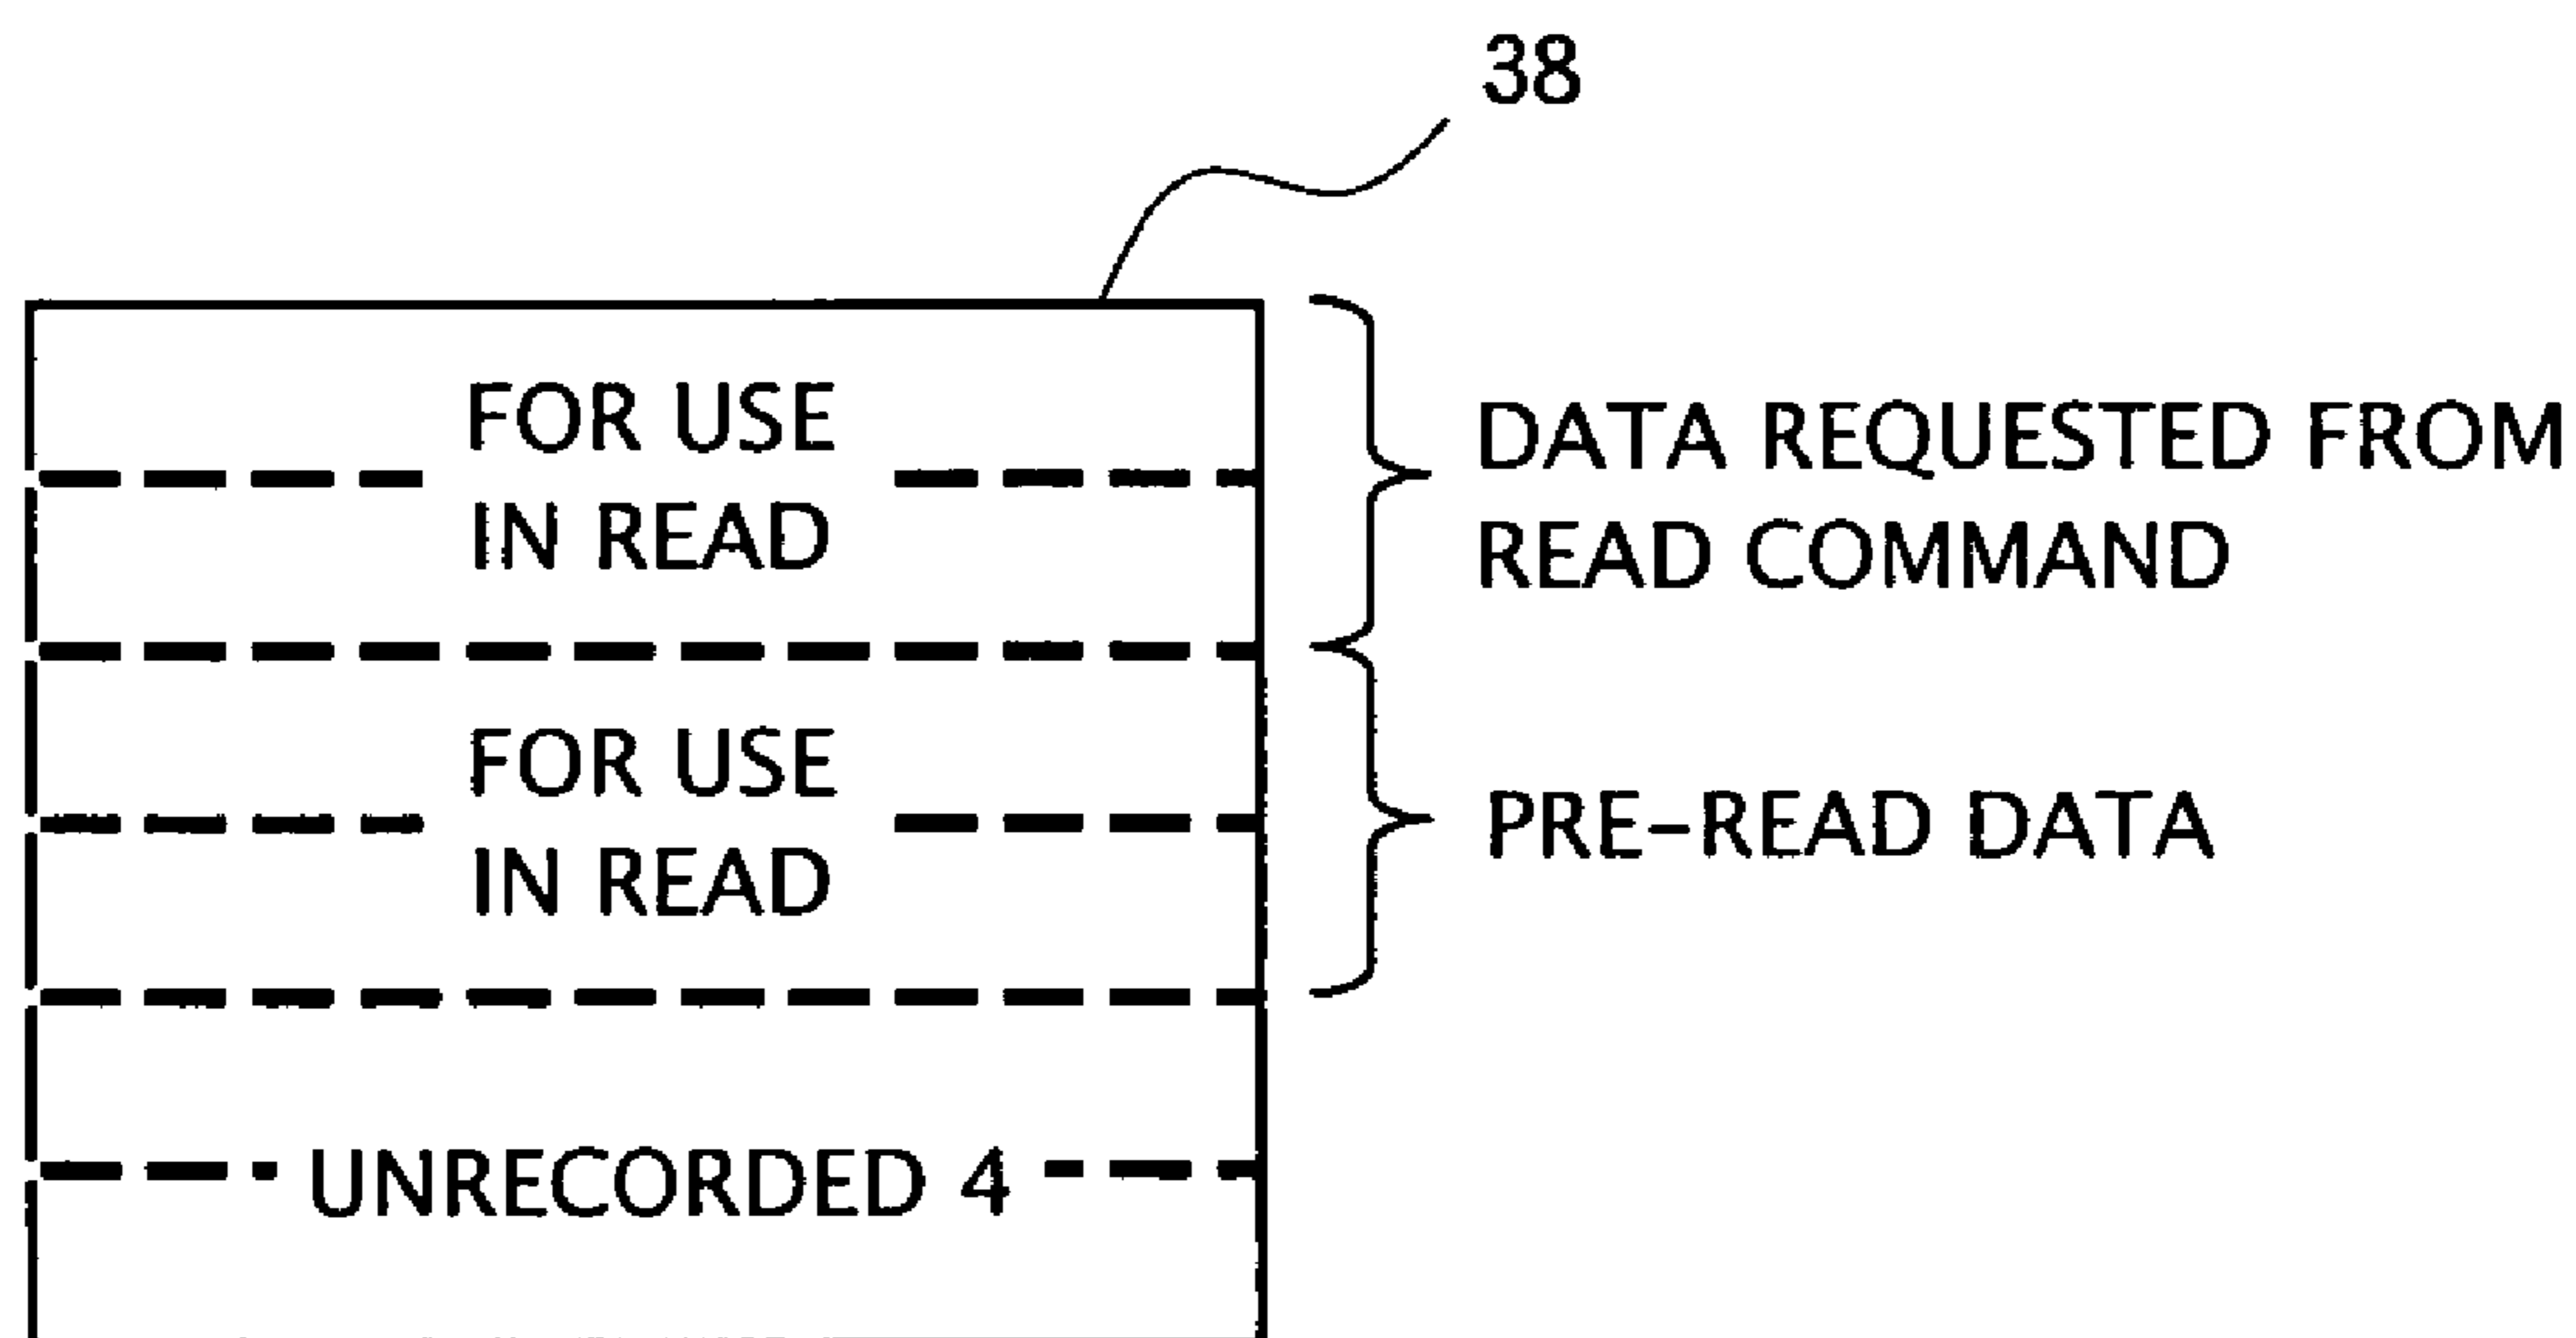 38
FOR USE
IN READ
DATA REQUESTED FROM
READ COMMAND
FOR USE
IN READ
PRE-READ DATA
UNRECORDED 4